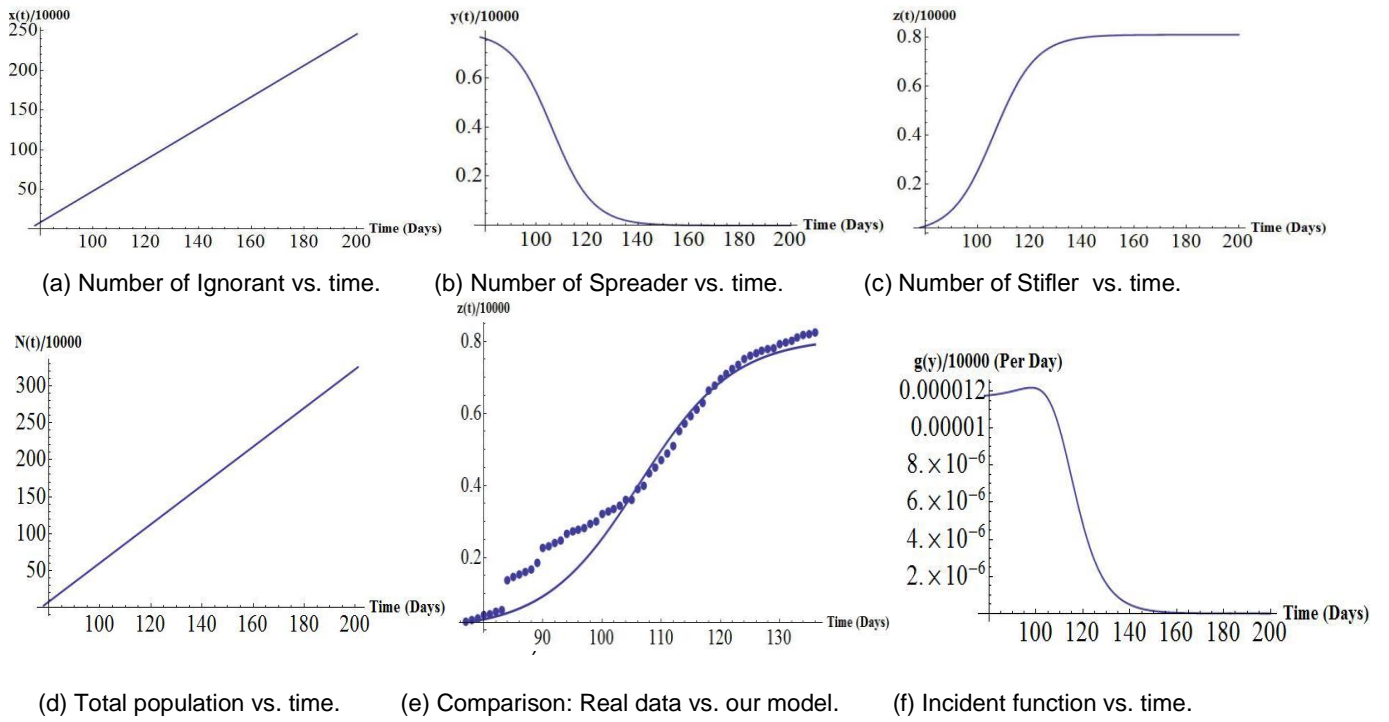 x(t)/10000
250
200
150
100
50
100 120 140 160 180 200
Time (Days)
(a) Number of Ignorant vs. time.
y(t)/10000
0.6
0.4
0.2
100 120 140 160 180 200
Time (Days)
(b) Number of Spreader vs. time.
z(t)/10000
0.8
0.6
0.4
0.2
100 120 140 160 180 200
Time (Days)
(c) Number of Stifler vs. time.
N(t)/10000
300
250
200
150
100
50
100 120 140 160 180 200
Time (Days)
(d) Total population vs. time.
z(t)/10000
0.8
0.6
0.4
0.2
90 100 110 120 130
Time (Days)
(e) Comparison: Real data vs. our model.
g(y)/10000 (Per Day)
0.000012
0.00001
8.×10⁻⁶
6.×10⁻⁶
4.×10⁻⁶
2.×10⁻⁶
100 120 140 160 180 200
Time (Days)
(f) Incident function vs. time.